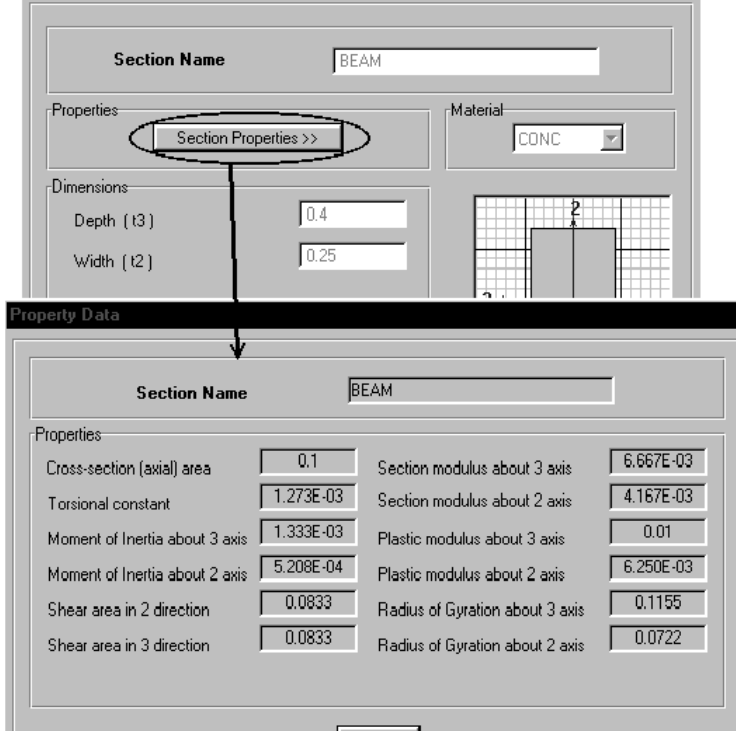 Section Name BEAM
Properties Material
Section Properties >> CONC
Dimensions
Depth ( t3 ) 0.4
2
Width ( t2 ) 0.25
Property Data
Section Name BEAM
Properties
Cross-section (axial) area 0.1 Section modulus about 3 axis 6.667E-03
Torsional constant 1.273E-03 Section modulus about 2 axis 4.167E-03
Moment of Inertia about 3 axis 1.333E-03 Plastic modulus about 3 axis 0.01
Moment of Inertia about 2 axis 5.208E-04 Plastic modulus about 2 axis 6.250E-03
Shear area in 2 direction 0.0833 Radius of Gyration about 3 axis 0.1155
Shear area in 3 direction 0.0833 Radius of Gyration about 2 axis 0.0722